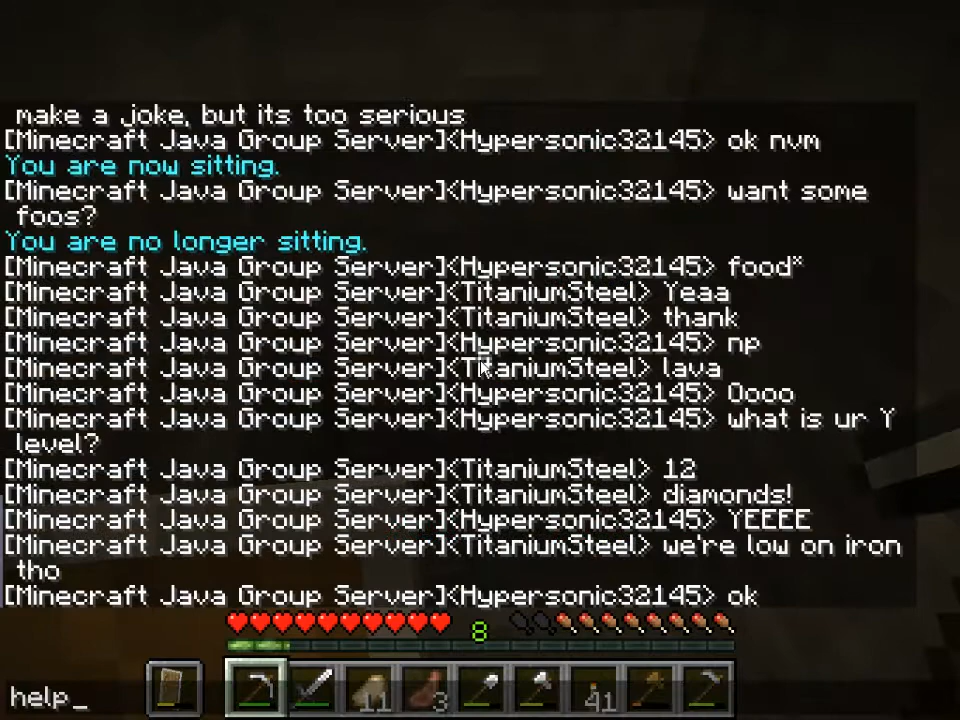 make a joke, but its too serious
[Minecraft Java Group Server]<Hypersonic32145> ok nvm
You are now sitting.
[Minecraft Java Group Server]<Hypersonic32145> want some
foos?
You are no longer sitting.
[Minecraft Java Group Server]<Hypersonic32145> food*
[Minecraft Java Group Server]<TitaniumSteel> Yeaa
[Minecraft Java Group Server]<TitaniumSteel> thank
[Minecraft Java Group Server]<Hypersonic32145> np
[Minecraft Java Group Server]<TitaniumSteel> lava
[Minecraft Java Group Server]<Hypersonic32145> Oooo
[Minecraft Java Group Server]<Hypersonic32145> what is ur Y
level?
[Minecraft Java Group Server]<TitaniumSteel> 12
[Minecraft Java Group Server]<TitaniumSteel> diamonds!
[Minecraft Java Group Server]<Hypersonic32145> YEEEE
[Minecraft Java Group Server]<TitaniumSteel> we're low on iron
tho
[Minecraft Java Group Server]<Hypersonic32145> ok
8
11 3 41
help_